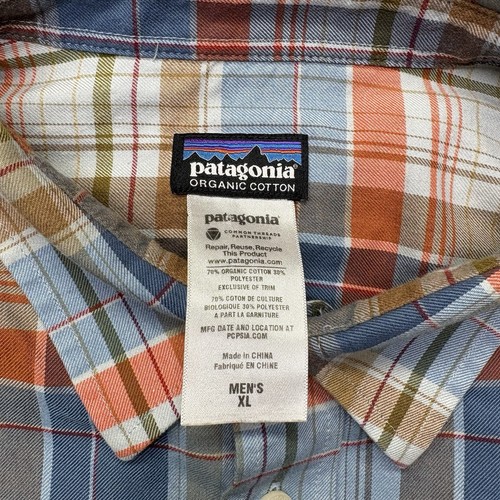 patagonia
ORGANIC COTTON
patagonia
COMMON THREADS
PARTNERSHIP
Repair, Reuse, Recycle
This Product
www.patagonia.com
70% ORGANIC COTTON 30%
POLYESTER
EXCLUSIVE OF TRIM
70% COTON DE CULTURE
BIOLOGIQUE 30% POLYESTER
A PART LA GARNITURE
MFG DATE AND LOCATION AT
PCPSIA.COM
Made in CHINA
Fabriqué EN CHINE
MEN'S
XL